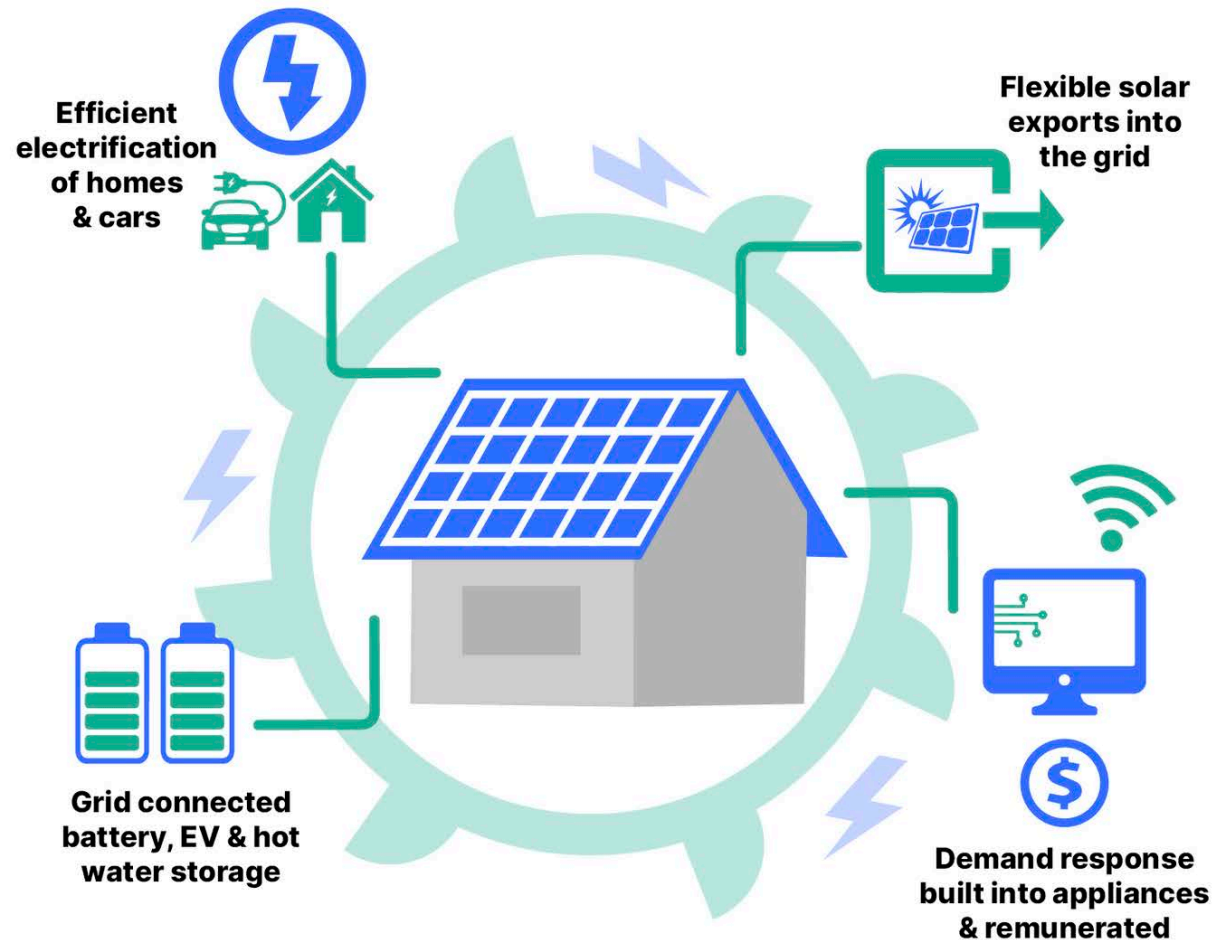 Efficient
electrification
of homes
& cars
Flexible solar
exports into
the grid
Grid connected
battery, EV & hot
water storage
$
Demand response
built into appliances
& remunerated